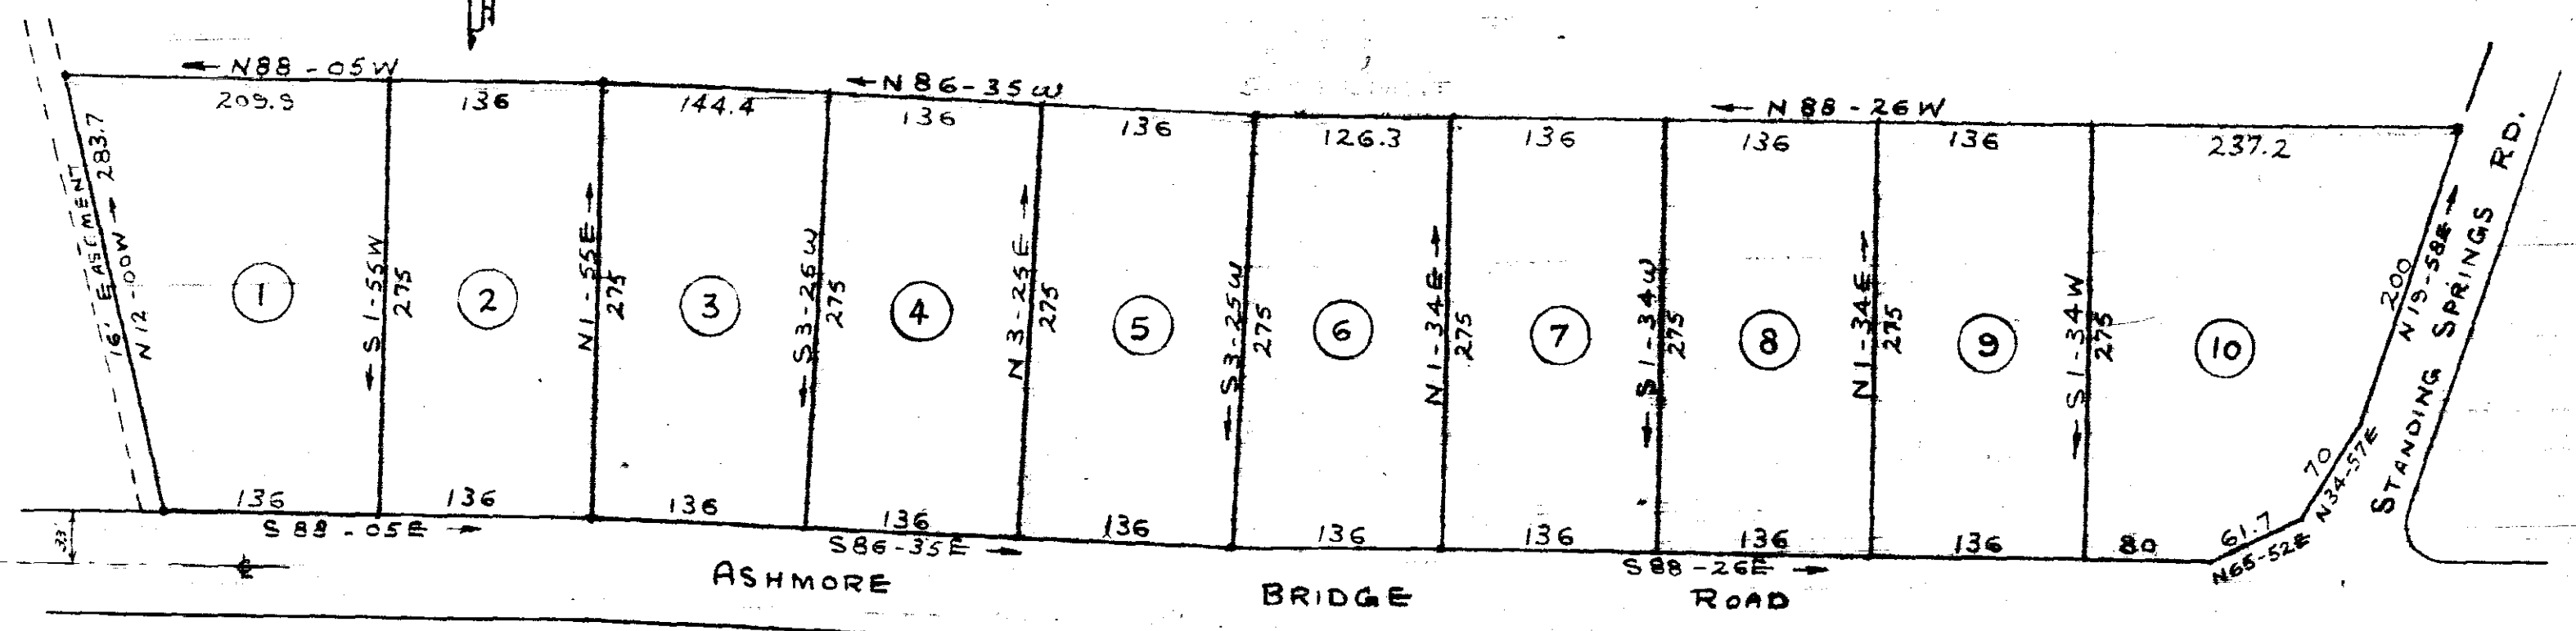 N88-05W
209.9
136
144.4
N86-35W
136
136
126.3
136
N88-26W
136
136
237.2
16' EASEMENT
N12-00W 283.7
1
S1-55W
275
2
N1-55E
275
3
S3-25W
275
4
N3-25E
275
5
S3-25W
275
6
N1-34E
275
7
S1-34W
275
8
N1-34E
275
9
S1-34W
275
10
200
N19-58E
70
N34-57E
61.7
N65-52E
STANDING SPRINGS RD.
136
136
136
136
136
136
136
136
136
80
S88-05E
S86-35E
S88-26E
33'
ASHMORE BRIDGE ROAD